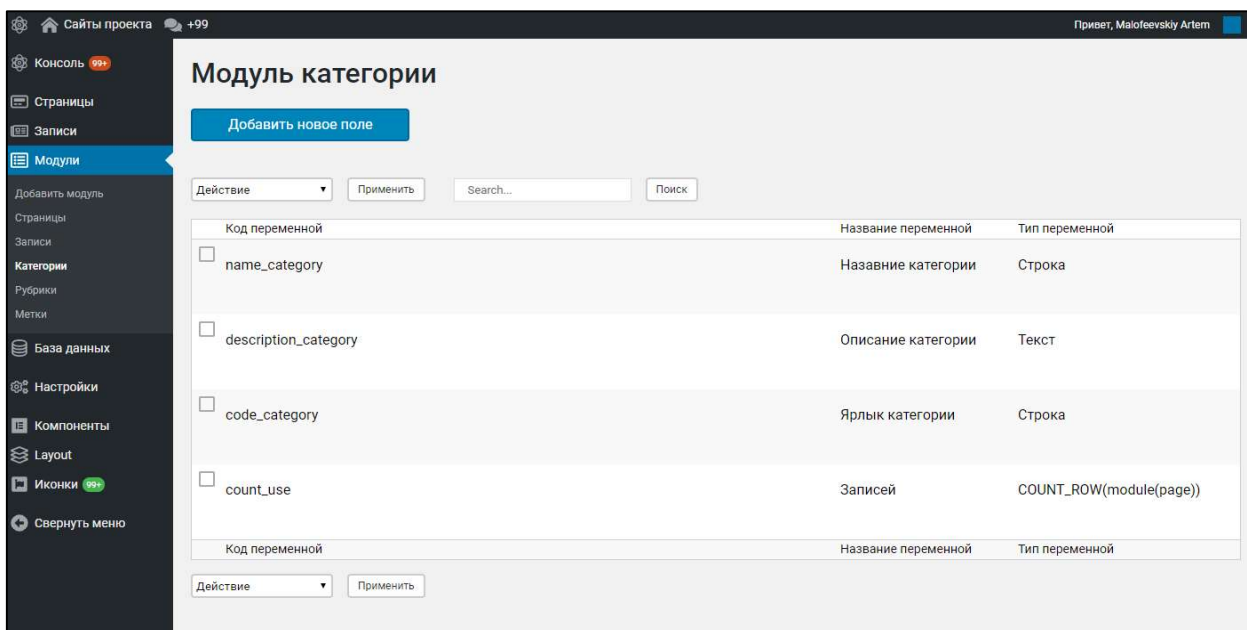 Сайты проекта +99 Привет, Malofeevskiy Artem
Консоль 99+
Страницы
Записи
Модули
Добавить модуль
Страницы
Записи
Категории
Рубрики
Метки
База данных
Настройки
Компоненты
Layout
Иконки 99+
Свернуть меню
Модуль категории
Добавить новое поле
Действие Применить Search... Поиск
Код переменной Название переменной Тип переменной
name_category Назавние категории Строка
description_category Описание категории Текст
code_category Ярлык категории Строка
count_use Записей COUNT_ROW(module(page))
Код переменной Название переменной Тип переменной
Действие Применить